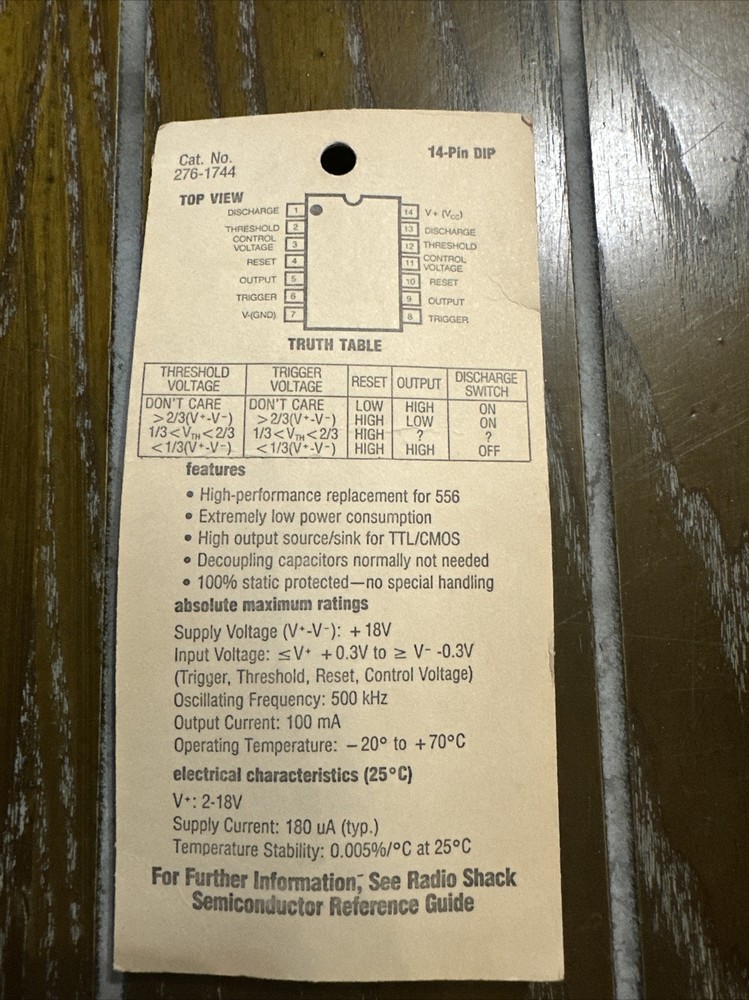 Cat. No.
276-1744
14-Pin DIP
TOP VIEW
DISCHARGE 1
THRESHOLD 2
CONTROL
VOLTAGE 3
RESET 4
OUTPUT 5
TRIGGER 6
V-(GND) 7
14 V+ (VCC)
13 DISCHARGE
12 THRESHOLD
11 CONTROL
VOLTAGE
10 RESET
9 OUTPUT
8 TRIGGER
TRUTH TABLE
THRESHOLD VOLTAGE TRIGGER VOLTAGE RESET OUTPUT DISCHARGE SWITCH
DON'T CARE DON'T CARE LOW HIGH ON
>2/3(V+-V-) >2/3(V+-V-) HIGH LOW ON
1/3<VTH<2/3 1/3<VTH<2/3 HIGH ? ?
<1/3(V+-V-) <1/3(V+-V-) HIGH HIGH OFF
features
• High-performance replacement for 556
• Extremely low power consumption
• High output source/sink for TTL/CMOS
• Decoupling capacitors normally not needed
• 100% static protected—no special handling
absolute maximum ratings
Supply Voltage (V+-V-): +18V
Input Voltage: ≤V+ +0.3V to ≥ V- -0.3V
(Trigger, Threshold, Reset, Control Voltage)
Oscillating Frequency: 500 kHz
Output Current: 100 mA
Operating Temperature: -20° to +70°C
electrical characteristics (25°C)
V+: 2-18V
Supply Current: 180 uA (typ.)
Temperature Stability: 0.005%/°C at 25°C
For Further Information, See Radio Shack
Semiconductor Reference Guide